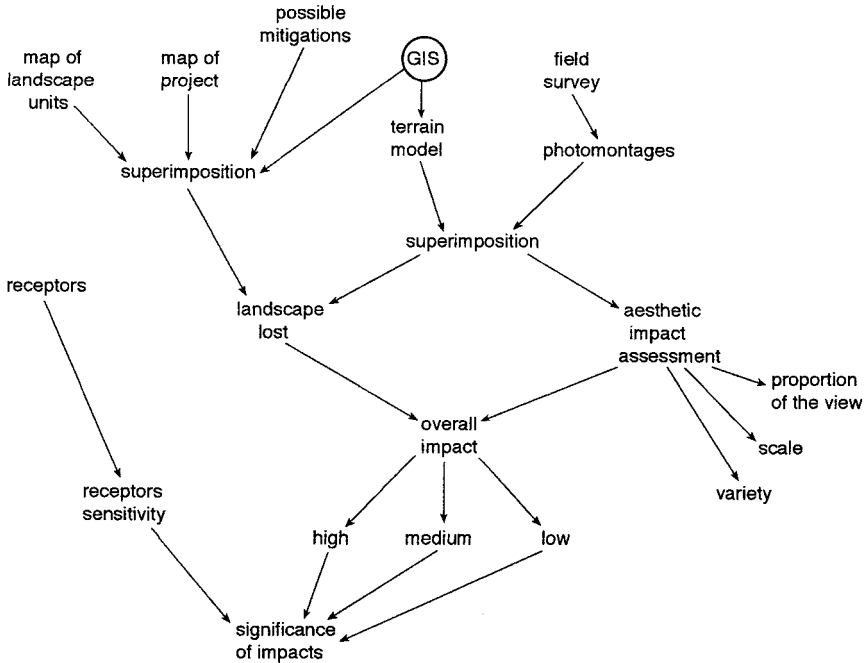 possible
mitigations
map of
landscape
units
map of
project
GIS
field
survey
terrain
model
photomontages
superimposition
superimposition
receptors
landscape
lost
aesthetic
impact
assessment
proportion
of the view
overall
impact
scale
receptors
sensitivity
variety
high
medium
low
significance
of impacts